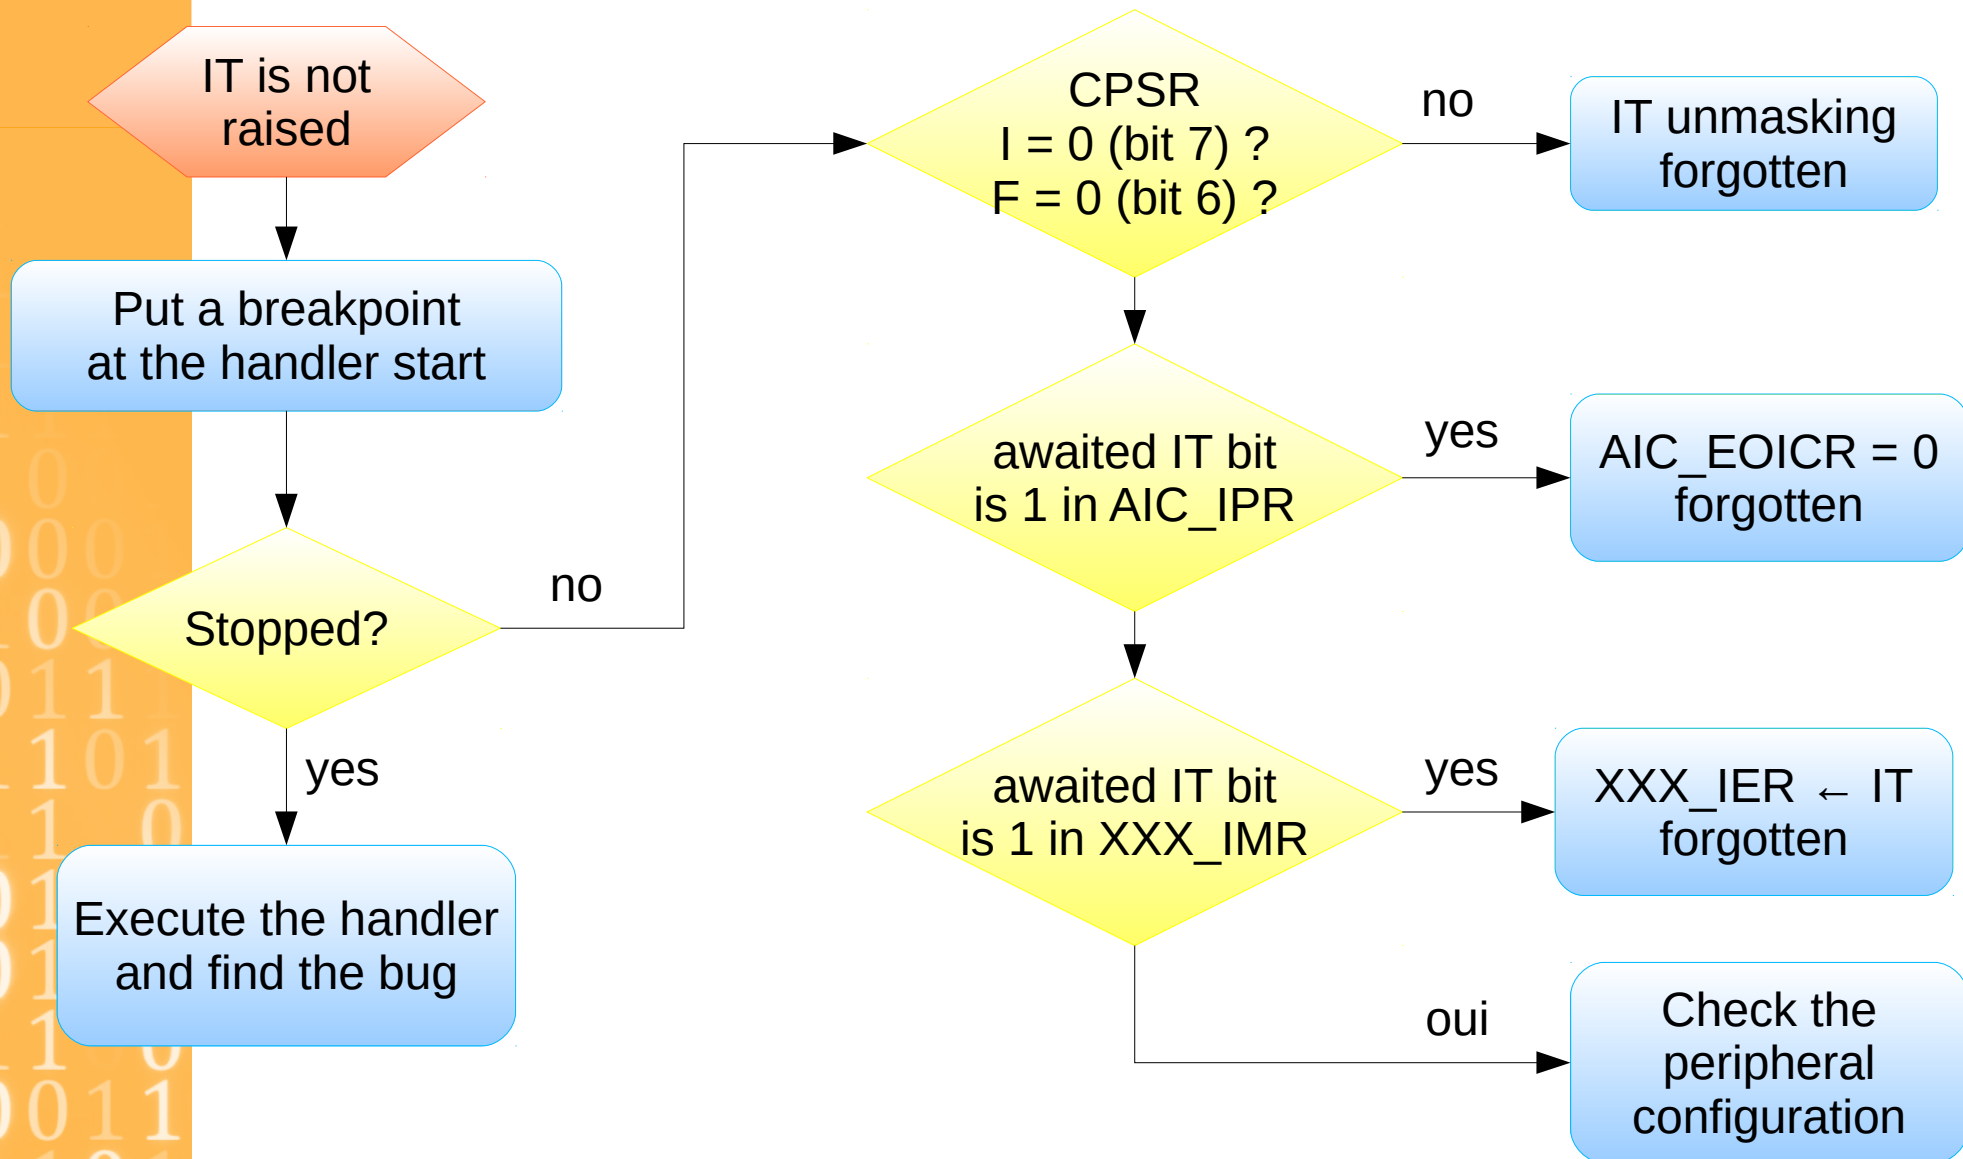 IT is not
raised
Put a breakpoint
at the handler start
Stopped?
no
yes
Execute the handler
and find the bug
CPSR
I = 0 (bit 7) ?
F = 0 (bit 6) ?
no
IT unmasking
forgotten
awaited IT bit
is 1 in AIC_IPR
yes
AIC_EOICR = 0
forgotten
awaited IT bit
is 1 in XXX_IMR
yes
XXX_IER ← IT
forgotten
oui
Check the
peripheral
configuration